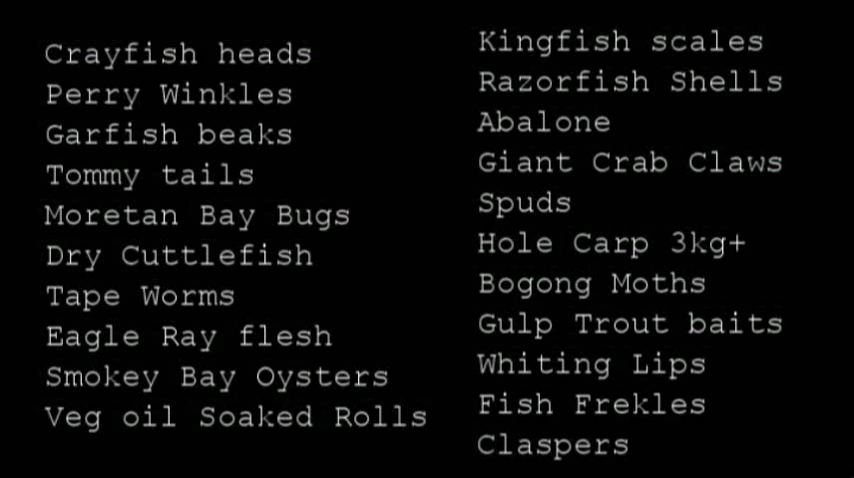 Crayfish heads
Perry Winkles
Garfish beaks
Tommy tails
Moretan Bay Bugs
Dry Cuttlefish
Tape Worms
Eagle Ray flesh
Smokey Bay Oysters
Veg oil Soaked Rolls
Kingfish scales
Razorfish Shells
Abalone
Giant Crab Claws
Spuds
Hole Carp 3kg+
Bogong Moths
Gulp Trout baits
Whiting Lips
Fish Frekles
Claspers